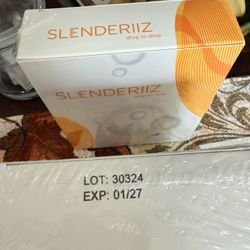 SLENDERIIZ
drop to drop
SLENDERIIZ
drop to drop
LOT: 30324
EXP: 01/27